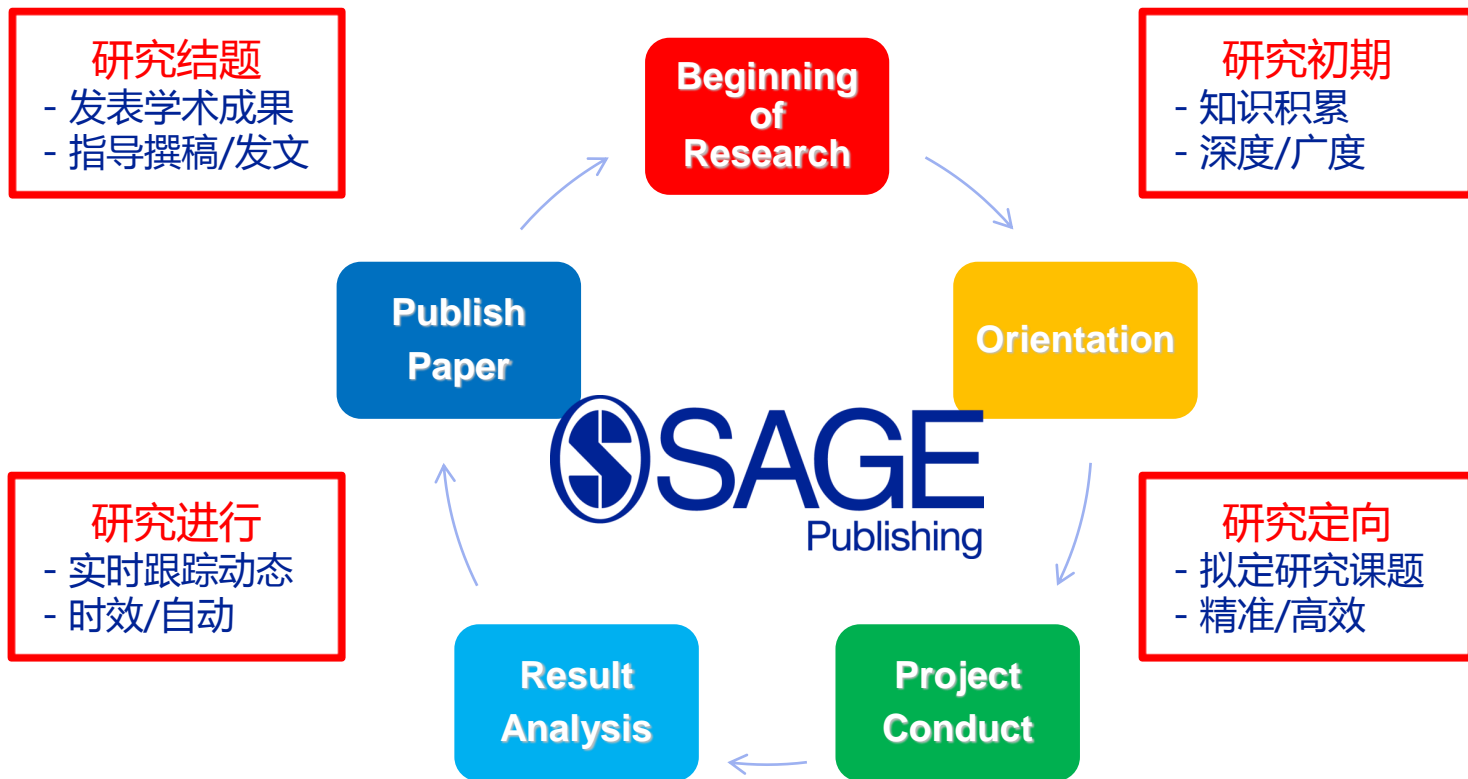 研究结题
- 发表学术成果
- 指导撰稿/发文
Beginning
of
Research
研究初期
- 知识积累
- 深度/广度
Publish
Paper
Orientation
SAGE
Publishing
研究进行
- 实时跟踪动态
- 时效/自动
研究定向
- 拟定研究课题
- 精准/高效
Result
Analysis
Project
Conduct